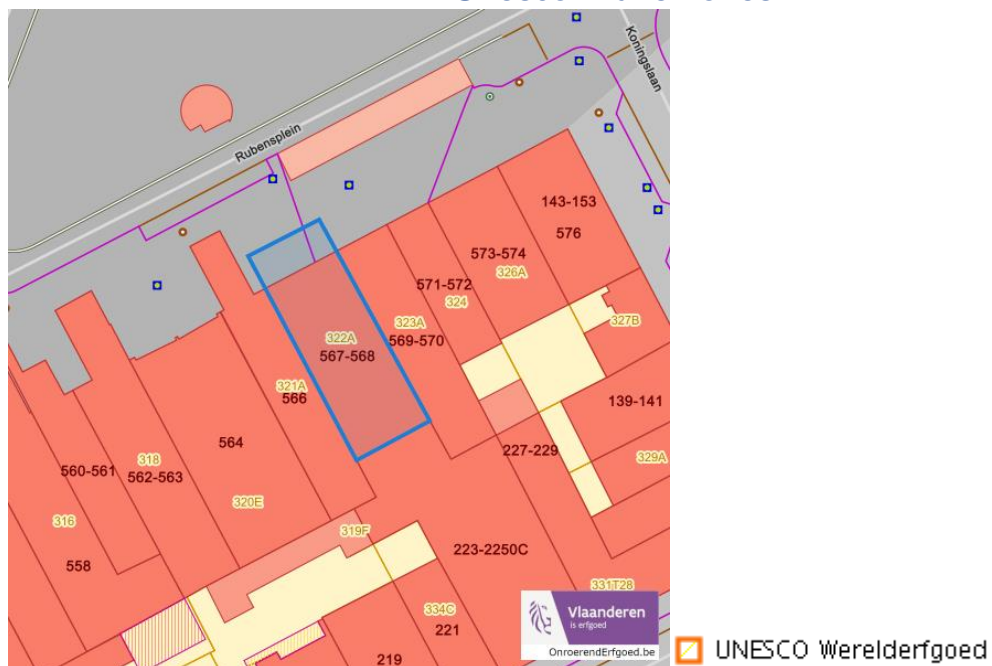 Koningslaan
Rubensplein
143-153
576
573-574
326A
571-572
324
327B
323A
569-570
322A
567-568
321A
566
139-141
564
227-229
329A
560-561
318
562-563
320E
316
319F
558
223-2250C
331T28
334C
221
219
Vlaanderen
is erfgoed
OnroerendErfgoed.be
UNESCO Werelderfgoed